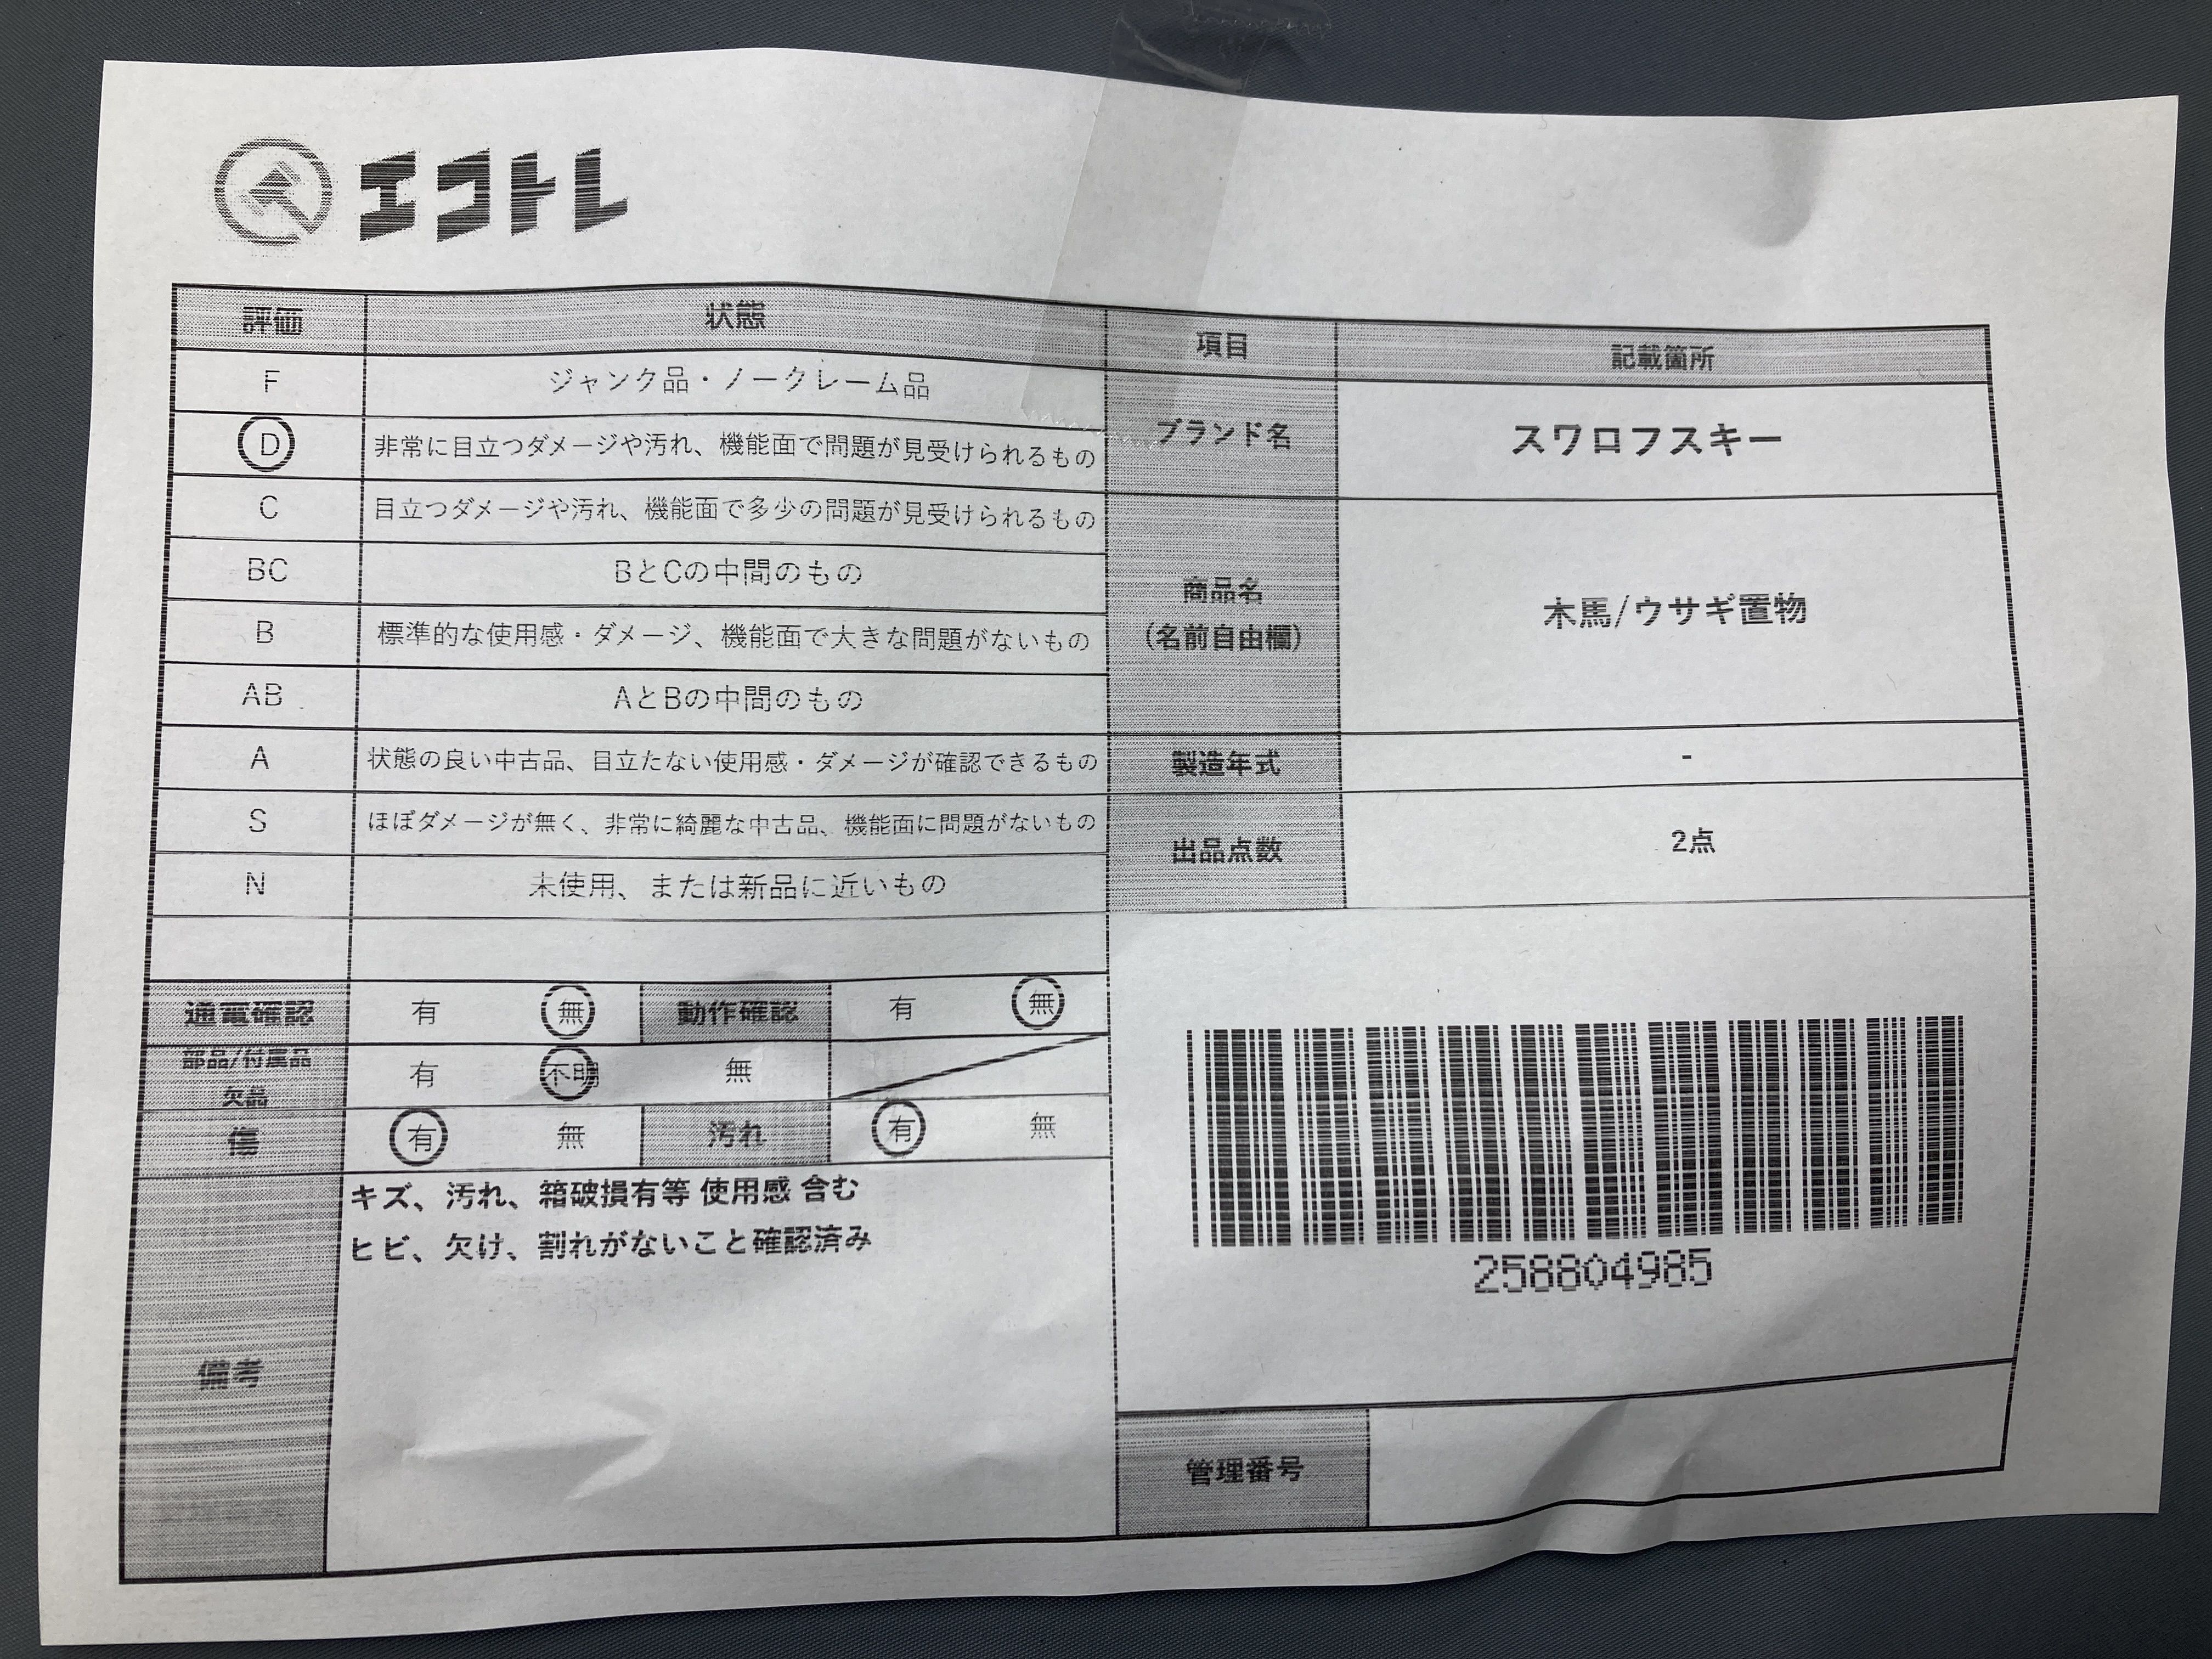 エコトレ
評価 状態
F ジャンク品・ノークレーム品
D 非常に目立つダメージや汚れ、機能面で問題が見受けられるもの
C 目立つダメージや汚れ、機能面で多少の問題が見受けられるもの
BC BとCの中間のもの
B 標準的な使用感・ダメージ、機能面で大きな問題がないもの
AB AとBの中間のもの
A 状態の良い中古品、目立たない使用感・ダメージが確認できるもの
S ほぼダメージが無く、非常に綺麗な中古品、機能面に問題がないもの
N 未使用、または新品に近いもの
通電確認 有 無 動作確認 有 無
部品/付属品
欠品 有 不明 無
傷 有 無 汚れ 有 無
備考
キズ、汚れ、箱破損有等 使用感 含む
ヒビ、欠け、割れがないこと確認済み
項目 記載箇所
ブランド名 スワロフスキー
商品名
(名前自由欄) 木馬/ウサギ置物
製造年式 -
出品点数 2点
258804985
管理番号